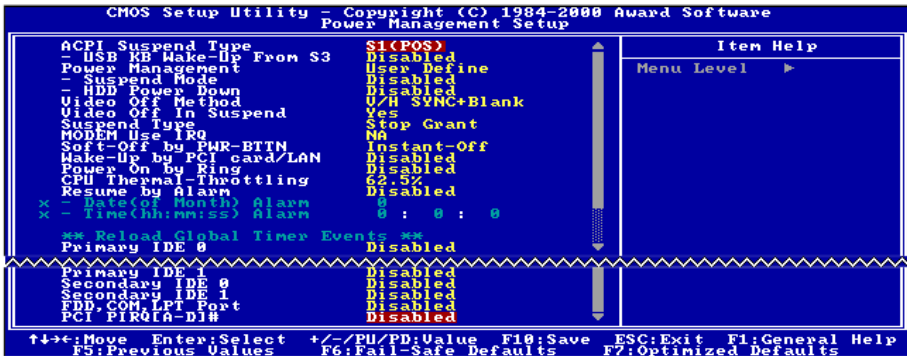 CMOS Setup Utility - Copyright (C) 1984-2000 Award Software
Power Management Setup
ACPI Suspend Type S1(POS) Item Help
- USB KB Wake-Up From S3 Disabled
Power Management User Define Menu Level ►
- Suspend Mode Disabled
- HDD Power Down Disabled
Video Off Method V/H SYNC+Blank
Video Off In Suspend Yes
Suspend Type Stop Grant
MODEM Use IRQ NA
Soft-Off by PWR-BTTN Instant-Off
Wake-Up by PCI card/LAN Disabled
Power On by Ring Disabled
CPU Thermal-Throttling 62.5%
Resume by Alarm Disabled
x - Date(of Month) Alarm 0
x - Time(hh:mm:ss) Alarm 0 : 0 : 0
** Reload Global Timer Events **
Primary IDE 0 Disabled
Primary IDE 1 Disabled
Secondary IDE 0 Disabled
Secondary IDE 1 Disabled
FDD,COM,LPT Port Disabled
PCI PIRQ[A-D]# Disabled
↑↓→←:Move Enter:Select +/-/PU/PD:Value F10:Save ESC:Exit F1:General Help
F5:Previous Values F6:Fail-Safe Defaults F7:Optimized Defaults